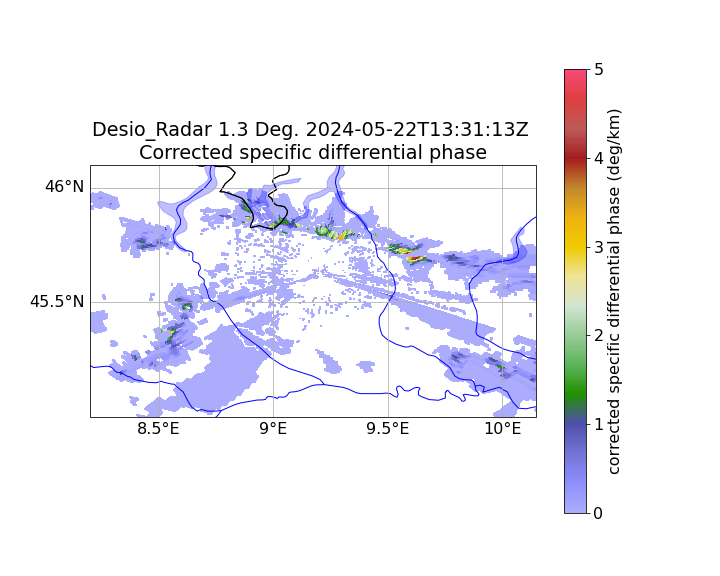 Desio_Radar 1.3 Deg. 2024-05-22T13:31:13Z
Corrected specific differential phase
46°N
45.5°N
8.5°E
9°E
9.5°E
10°E
5
4
3
2
1
0
corrected specific differential phase (deg/km)